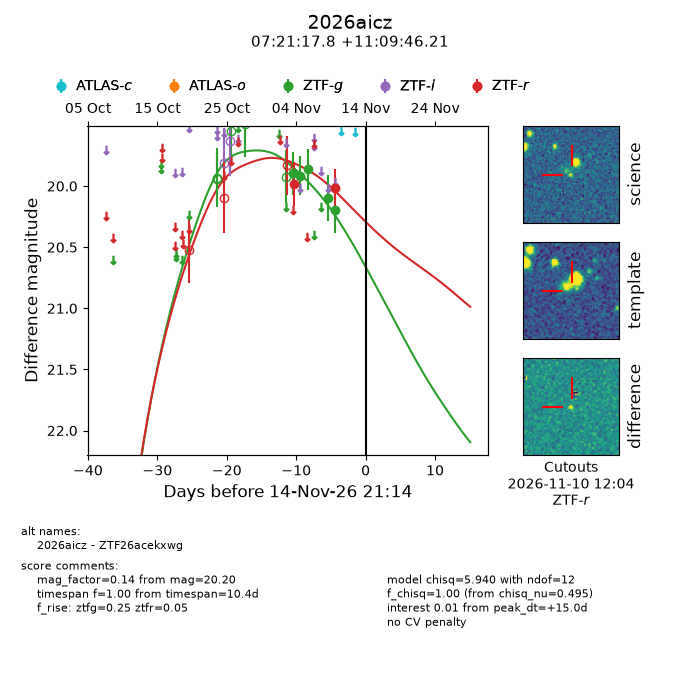 2026aicz
07:21:17.8 +11:09:46.21
ATLAS-c ATLAS-o ZTF-g ZTF-i ZTF-r
05 Oct 15 Oct 25 Oct 04 Nov 14 Nov 24 Nov
20.0
20.5
21.0
21.5
22.0
Difference magnitude
−40 −30 −20 −10 0 10
Days before 14-Nov-26 21:14
science
template
difference
Cutouts
2026-11-10 12:04
ZTF-r
alt names:
2026aicz - ZTF26acekxwg
score comments:
mag_factor=0.14 from mag=20.20
timespan f=1.00 from timespan=10.4d
f_rise: ztfg=0.25 ztfr=0.05
model chisq=5.940 with ndof=12
f_chisq=1.00 (from chisq_nu=0.495)
interest 0.01 from peak_dt=+15.0d
no CV penalty